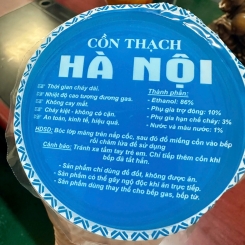 CỒN THẠCH
HÀ NỘI
Thời gian cháy dài.
Nhiệt độ cao tương đương gas.
Không cay mắt.
Cháy kiệt - không có cặn.
An toàn, kinh tế, hiệu quả.
Thành phần:
- Ethanol: 86%
- Phụ gia trợ đông: 10%
- Phụ gia hạn chế cháy: 3%
- Nước và màu nước: 1%
HDSD: Bóc lớp màng trên nắp cốc, sau đó để miếng cồn vào bếp
rồi châm lửa để sử dụng
Cảnh báo: Tránh xa tầm tay trẻ em. Chỉ tiếp thêm cồn khi
bếp đã tắt hẳn.
- Sản phẩm chỉ dùng để đốt, không được ăn.
- Sản phẩm có thể gây ngộ độc khi ăn trực tiếp.
- Sản phẩm dùng thay thế cho bếp gas, bếp từ.